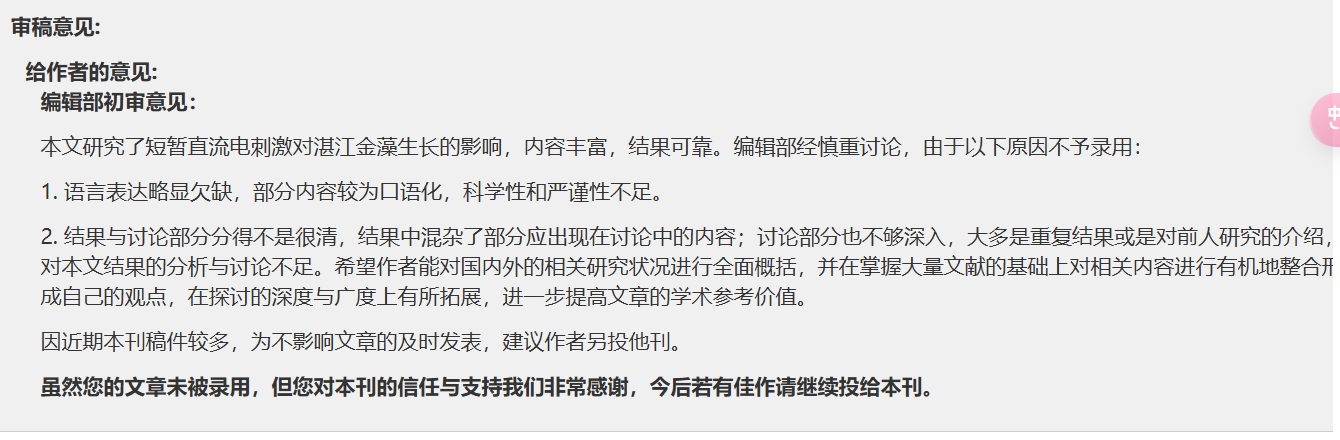 审稿意见:
给作者的意见:
编辑部初审意见：
本文研究了短暂直流电刺激对湛江金藻生长的影响，内容丰富，结果可靠。编辑部经慎重讨论，由于以下原因不予录用：
1. 语言表达略显欠缺，部分内容较为口语化，科学性和严谨性不足。
2. 结果与讨论部分分得不是很清，结果中混杂了部分应出现在讨论中的内容；讨论部分也不够深入，大多是重复结果或是对前人研究的介绍，
对本文结果的分析与讨论不足。希望作者能对国内外的相关研究状况进行全面概括，并在掌握大量文献的基础上对相关内容进行有机地整合形
成自己的观点，在探讨的深度与广度上有所拓展，进一步提高文章的学术参考价值。
因近期本刊稿件较多，为不影响文章的及时发表，建议作者另投他刊。
虽然您的文章未被录用，但您对本刊的信任与支持我们非常感谢，今后若有佳作请继续投给本刊。